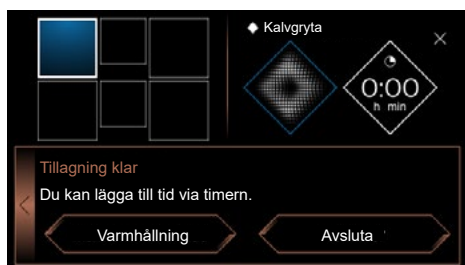 Kalvgryta
0:00
h min
Tillagning klar
Du kan lägga till tid via timern.
Varmhållning
Avsluta